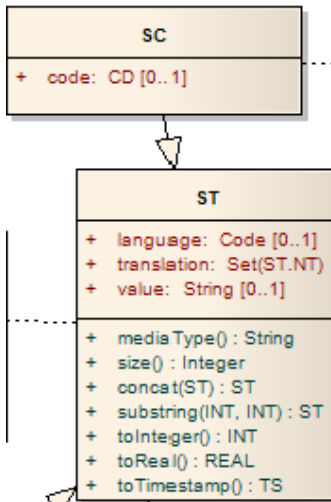 SC
+ code: CD [0..1]
ST
+ language: Code [0..1]
+ translation: Set(ST.NT)
+ value: String [0..1]
+ mediaType() : String
+ size() : Integer
+ concat(ST) : ST
+ substring(INT, INT) : ST
+ toInteger() : INT
+ toReal() : REAL
+ toTimestamp() : TS